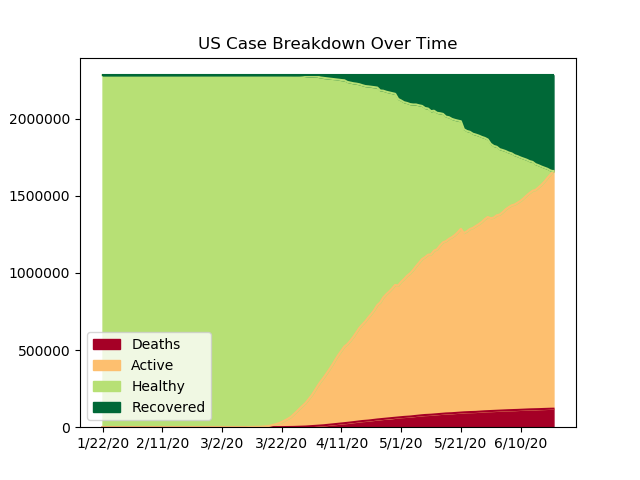 US Case Breakdown Over Time
2000000
1500000
1000000
500000
0
Deaths
Active
Healthy
Recovered
1/22/20 2/11/20 3/2/20 3/22/20 4/11/20 5/1/20 5/21/20 6/10/20